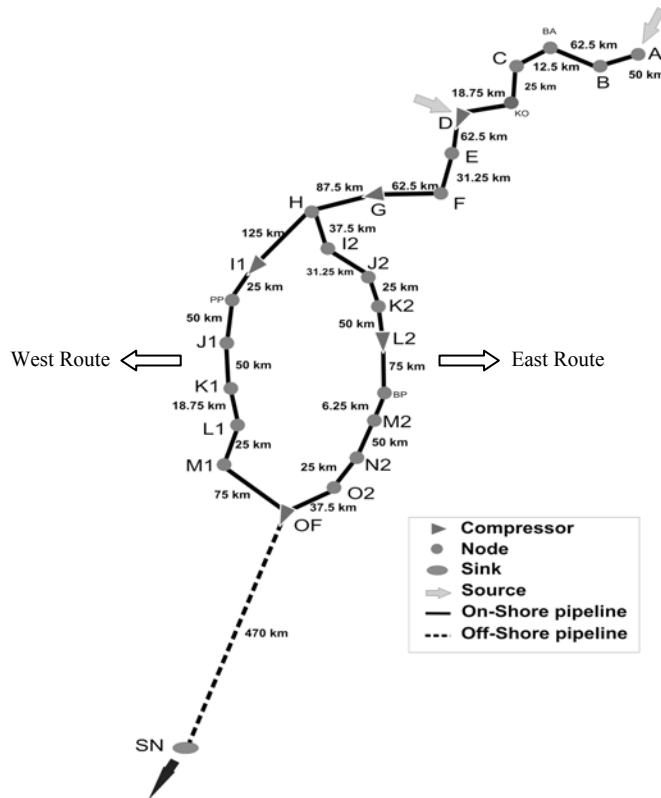 BA
62.5 km
A
C
12.5 km
B
50 km
18.75 km
25 km
KO
D
62.5 km
E
31.25 km
87.5 km
62.5 km
F
H
G
37.5 km
125 km
I2
I1
31.25 km
J2
25 km
25 km
PP
K2
50 km
50 km
L2
J1
West Route
East Route
50 km
75 km
K1
BP
18.75 km
6.25 km
M2
L1
50 km
25 km
N2
M1
25 km
O2
75 km
37.5 km
OF
Compressor
Node
Sink
Source
On-Shore pipeline
Off-Shore pipeline
470 km
SN